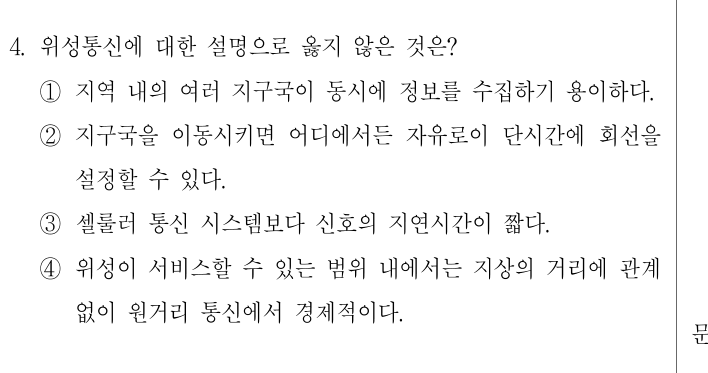 4. 위성통신에 대한 설명으로 옳지 않은 것은?
① 지역 내의 여러 지구국이 동시에 정보를 수집하기 용이하다.
② 지구국을 이동시키면 어디에서든 자유로이 단시간에 회선을
설정할 수 있다.
③ 셀룰러 통신 시스템보다 신호의 지연시간이 짧다.
④ 위성이 서비스할 수 있는 범위 내에서는 지상의 거리에 관계
없이 원거리 통신에서 경제적이다.
문